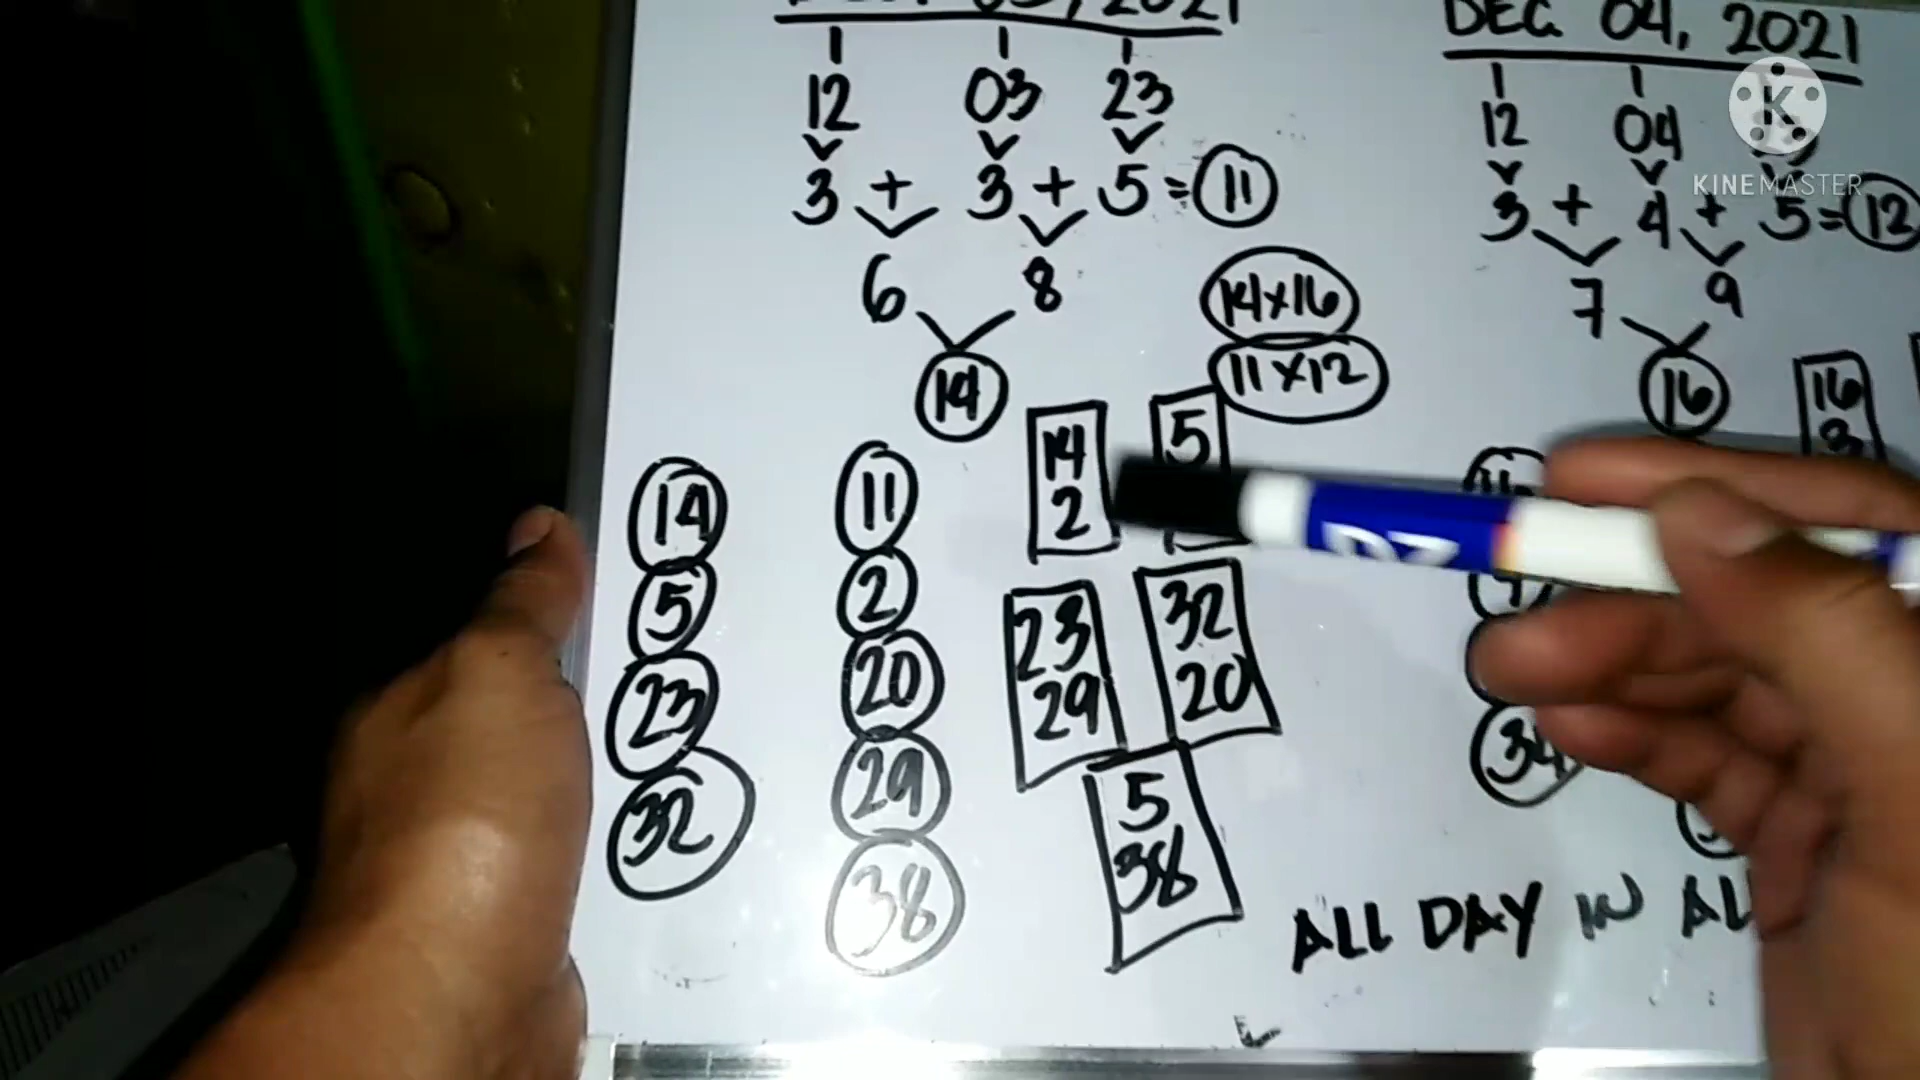 2021
12 03 23
3 + 3 + 5 = 11
6 8
14
14x16
11x12
14
5
23
32
11
2
20
29
38
14
2
5
23
29
32
20
5
38
DEC 04, 2021
12 04
3 + 4 + 5 = 12
7 9
16
16
34
ALL DAY IN
K
KINEMASTER